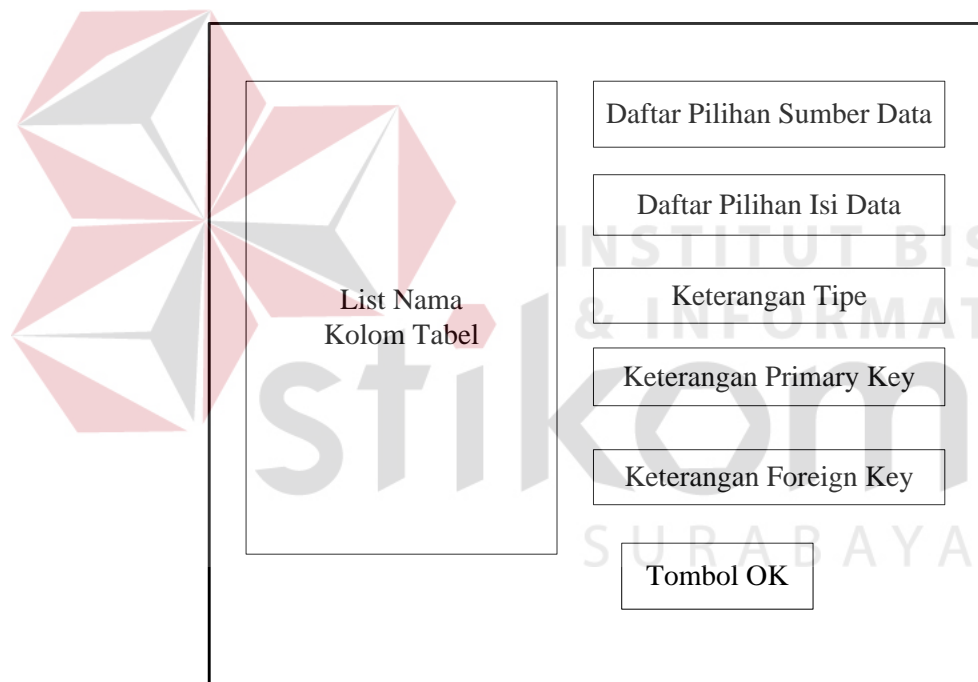 List Nama
Kolom Tabel
Daftar Pilihan Sumber Data
Daftar Pilihan Isi Data
Keterangan Tipe
Keterangan Primary Key
Keterangan Foreign Key
Tombol OK
INSTITUT BIS
& INFORMAT
stikom
SURABAYA